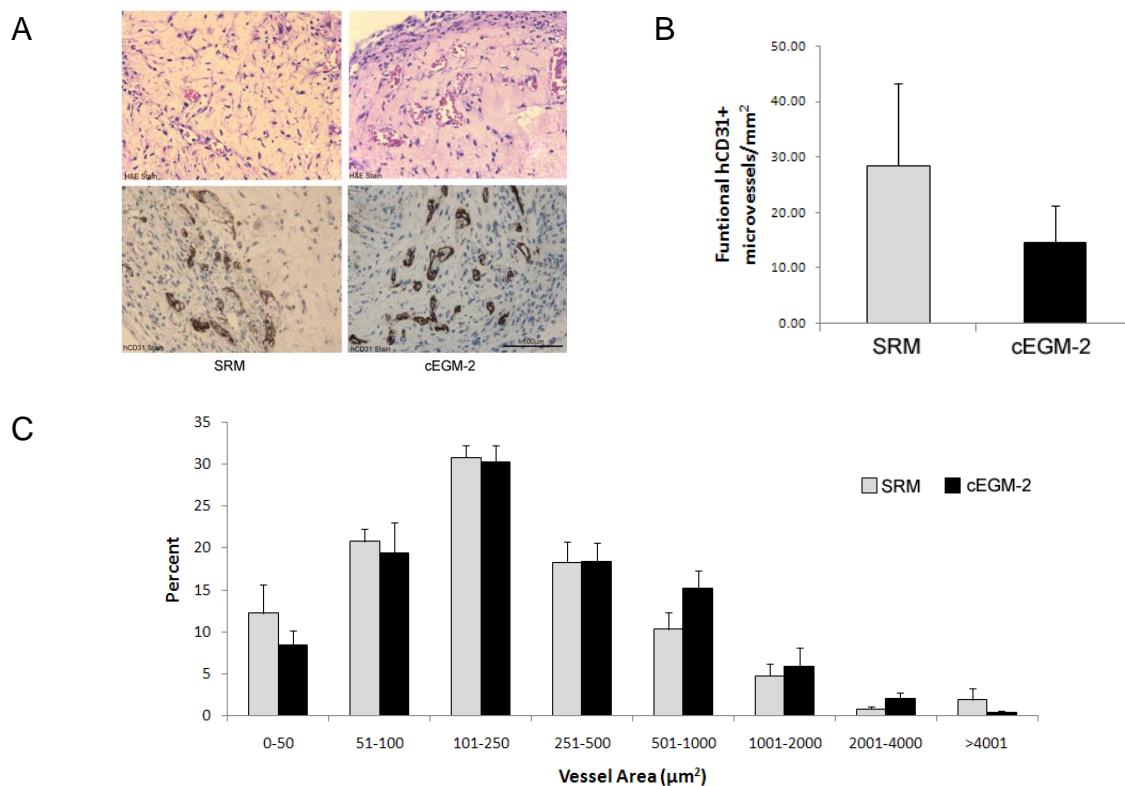 A
H&E Stain
H&E Stain
hCD31 Stain
hCD31 Stain
100µm
SRM
cEGM-2
B
Funtional hCD31+
microvessels/mm²
50.00
40.00
30.00
20.00
10.00
0.00
SRM
cEGM-2
C
Percent
35
30
25
20
15
10
5
0
SRM
cEGM-2
0-50
51-100
101-250
251-500
501-1000
1001-2000
2001-4000
>4001
Vessel Area (µm²)